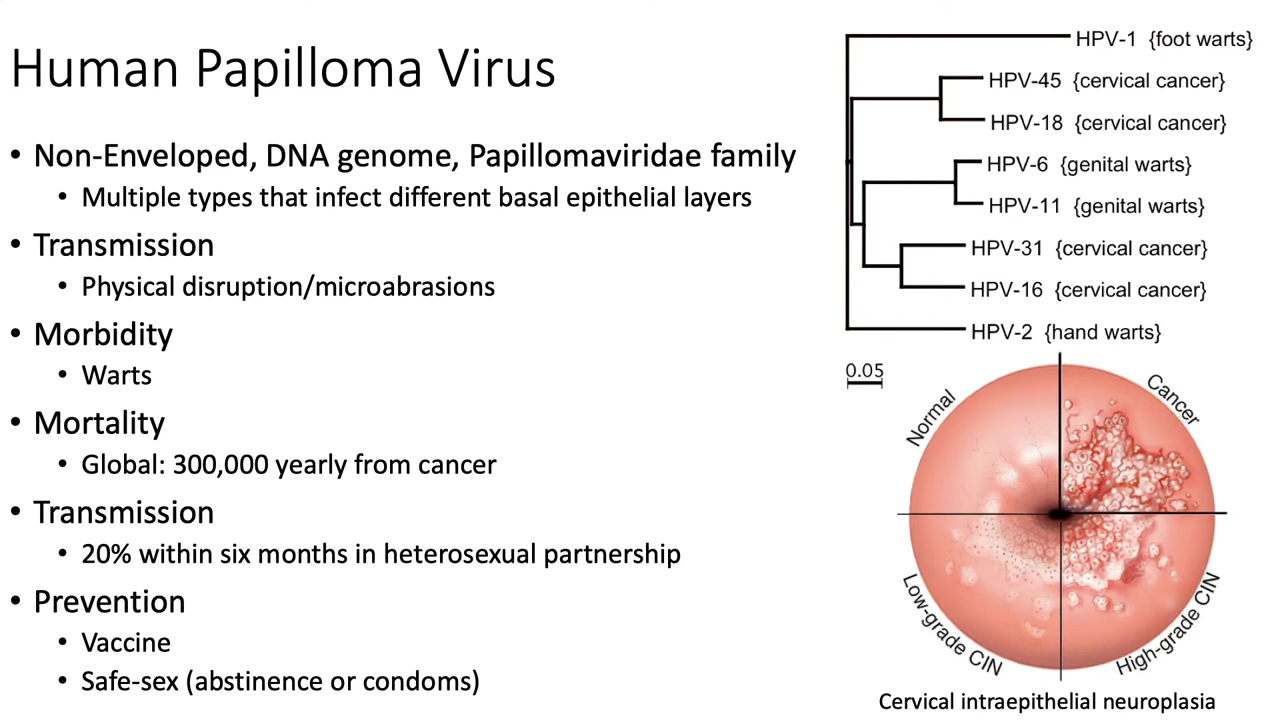 Human Papilloma Virus
• Non-Enveloped, DNA genome, Papillomaviridae family
• Multiple types that infect different basal epithelial layers
• Transmission
• Physical disruption/microabrasions
• Morbidity
• Warts
• Mortality
• Global: 300,000 yearly from cancer
• Transmission
• 20% within six months in heterosexual partnership
• Prevention
• Vaccine
• Safe-sex (abstinence or condoms)
HPV-1 {foot warts}
HPV-45 {cervical cancer}
HPV-18 {cervical cancer}
HPV-6 {genital warts}
HPV-11 {genital warts}
HPV-31 {cervical cancer}
HPV-16 {cervical cancer}
HPV-2 {hand warts}
0.05
Normal
Cancer
Low-grade CIN
High-grade CIN
Cervical intraepithelial neuroplasia